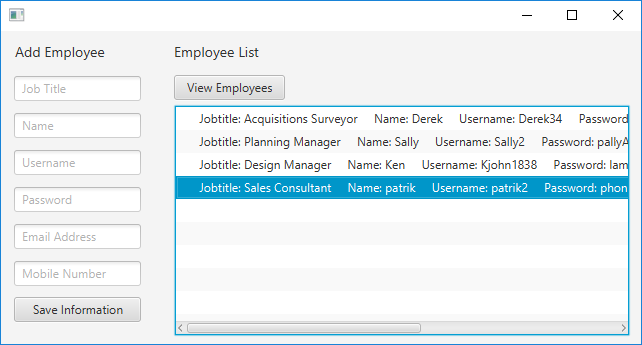 Add Employee
Job Title
Name
Username
Password
Email Address
Mobile Number
Save Information
Employee List
View Employees
Jobtitle: Acquisitions Surveyor Name: Derek Username: Derek34 Password
Jobtitle: Planning Manager Name: Sally Username: Sally2 Password: pallyA
Jobtitle: Design Manager Name: Ken Username: Kjohn1838 Password:
Jobtitle: Sales Consultant Name: patrik Username: patrik2 Password: phon